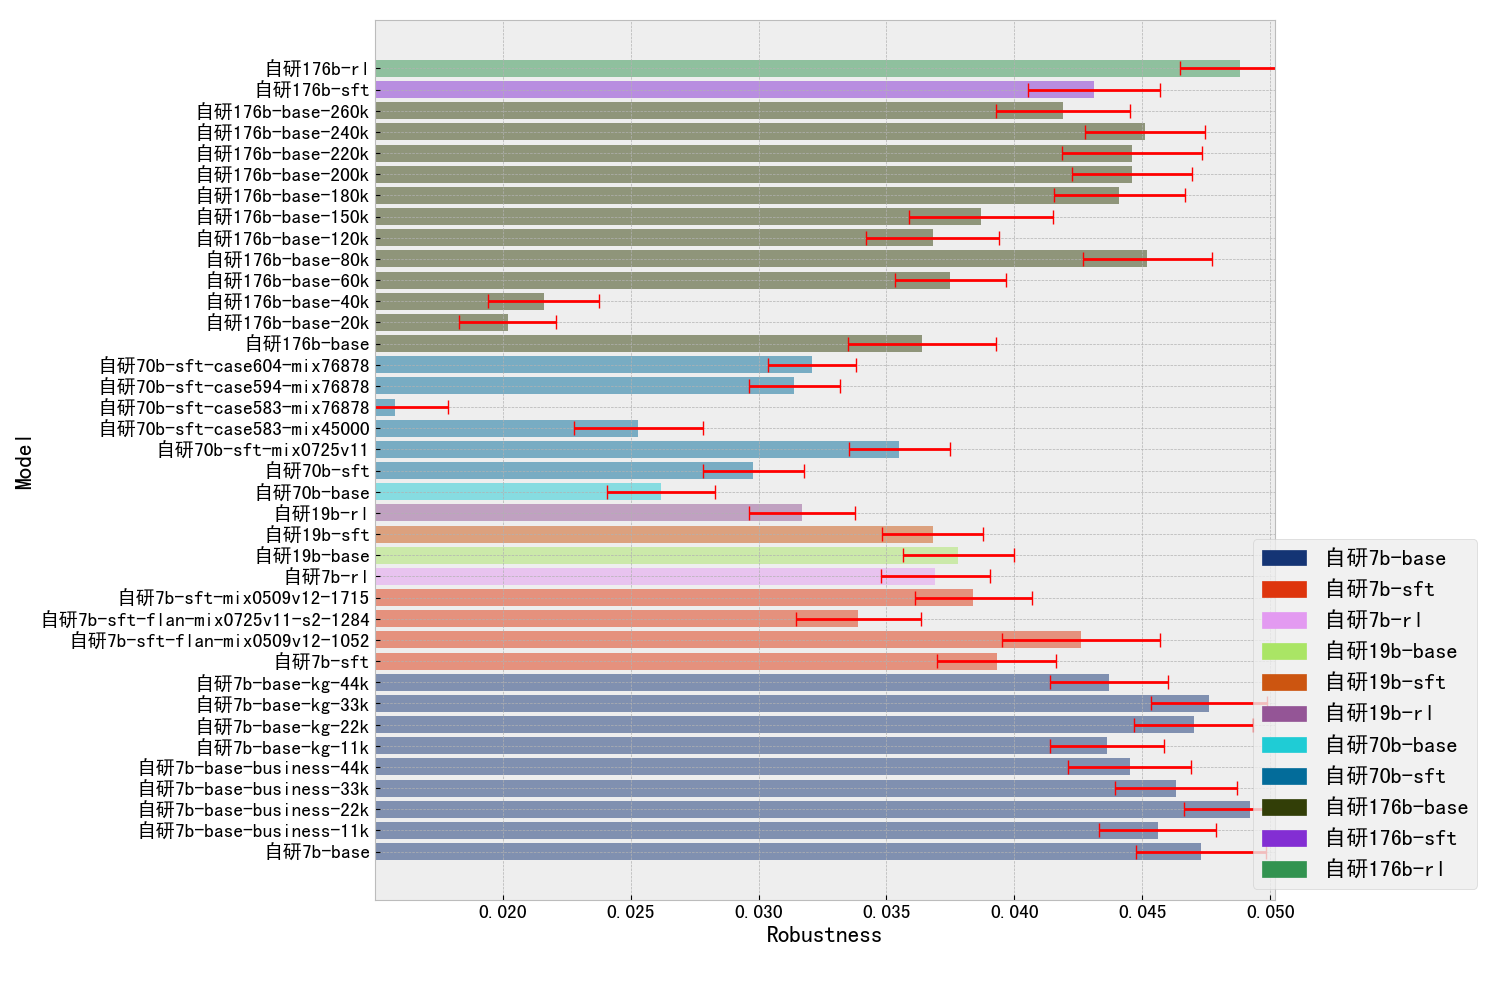 自研176b-rl
自研176b-sft
自研176b-base-260k
自研176b-base-240k
自研176b-base-220k
自研176b-base-200k
自研176b-base-180k
自研176b-base-150k
自研176b-base-120k
自研176b-base-80k
自研176b-base-60k
自研176b-base-40k
自研176b-base-20k
自研176b-base
自研70b-sft-case604-mix76878
自研70b-sft-case594-mix76878
自研70b-sft-case583-mix76878
自研70b-sft-case583-mix45000
自研70b-sft-mix0725v11
自研70b-sft
自研70b-base
自研19b-rl
自研19b-sft
自研19b-base
自研7b-rl
自研7b-sft-mix0509v12-1715
自研7b-sft-flan-mix0725v11-s2-1284
自研7b-sft-flan-mix0509v12-1052
自研7b-sft
自研7b-base-kg-44k
自研7b-base-kg-33k
自研7b-base-kg-22k
自研7b-base-kg-11k
自研7b-base-business-44k
自研7b-base-business-33k
自研7b-base-business-22k
自研7b-base-business-11k
自研7b-base
Model
0.020 0.025 0.030 0.035 0.040 0.045 0.050
Robustness
自研7b-base
自研7b-sft
自研7b-rl
自研19b-base
自研19b-sft
自研19b-rl
自研70b-base
自研70b-sft
自研176b-base
自研176b-sft
自研176b-rl